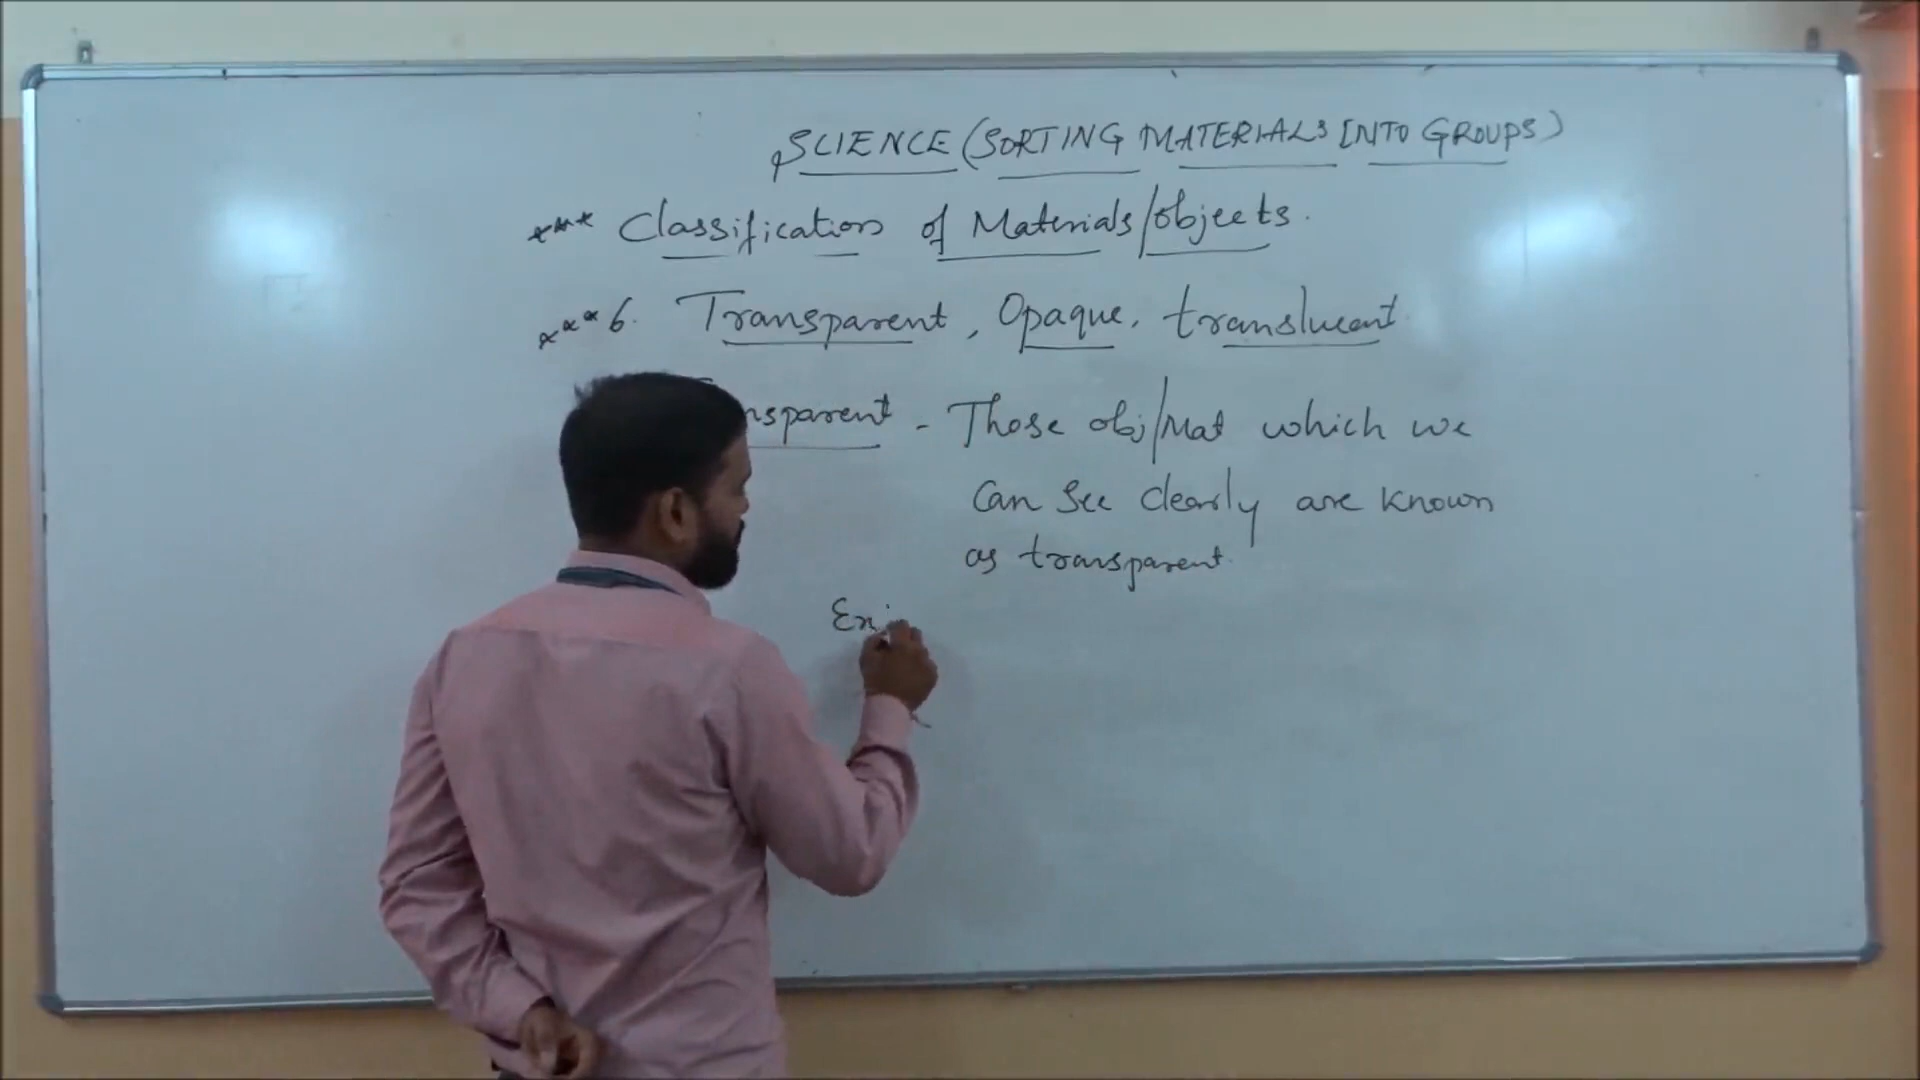 SCIENCE (SORTING MATERIALS INTO GROUPS)
*** Classification of Materials/objects.
*** 6. Transparent, Opaque, translucent
nsparent - Those obj/Mat which we
Can See clearly are known
as transparent.
Ex: